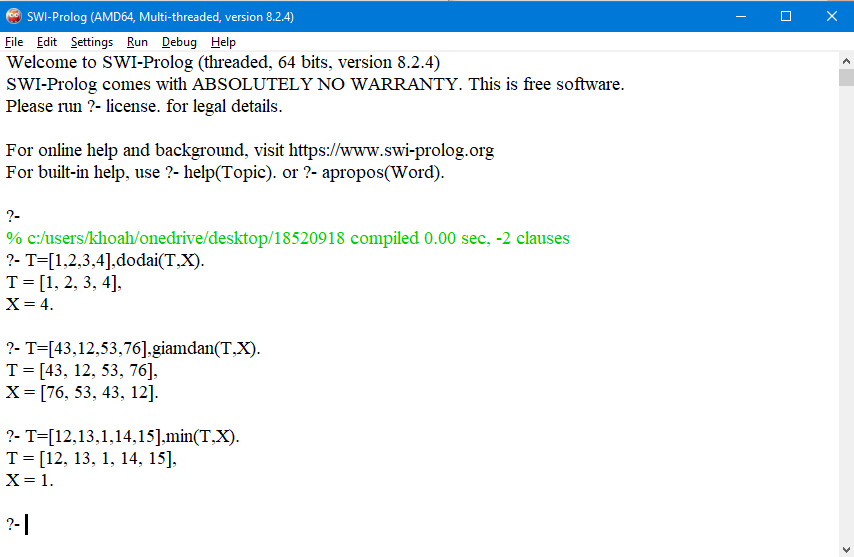 SWI-Prolog (AMD64, Multi-threaded, version 8.2.4)
File Edit Settings Run Debug Help
Welcome to SWI-Prolog (threaded, 64 bits, version 8.2.4)
SWI-Prolog comes with ABSOLUTELY NO WARRANTY. This is free software.
Please run ?- license. for legal details.
For online help and background, visit https://www.swi-prolog.org
For built-in help, use ?- help(Topic). or ?- apropos(Word).
?-
% c:/users/khoah/onedrive/desktop/18520918 compiled 0.00 sec, -2 clauses
?- T=[1,2,3,4],dodai(T,X).
T = [1, 2, 3, 4],
X = 4.
?- T=[43,12,53,76],giamdan(T,X).
T = [43, 12, 53, 76],
X = [76, 53, 43, 12].
?- T=[12,13,1,14,15],min(T,X).
T = [12, 13, 1, 14, 15],
X = 1.
?-